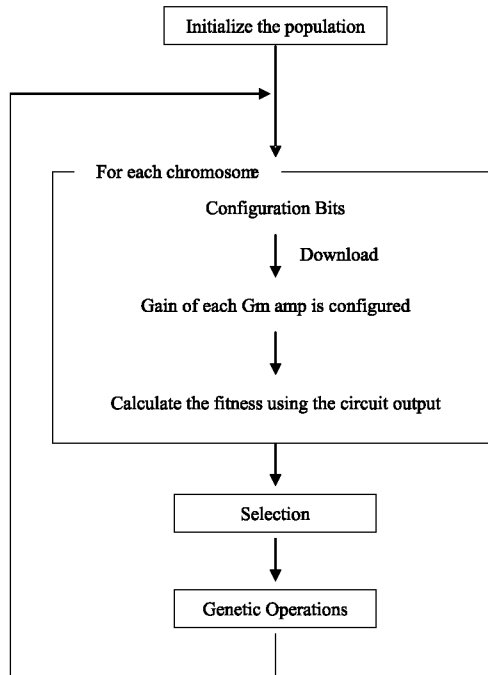 Initialize the population
For each chromosome
Configuration Bits
Download
Gain of each Gm amp is configured
Calculate the fitness using the circuit output
Selection
Genetic Operations